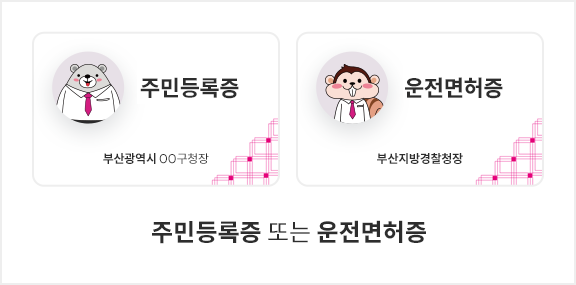 주민등록증
부산광역시 OO구청장
운전면허증
부산지방경찰청장
주민등록증 또는 운전면허증